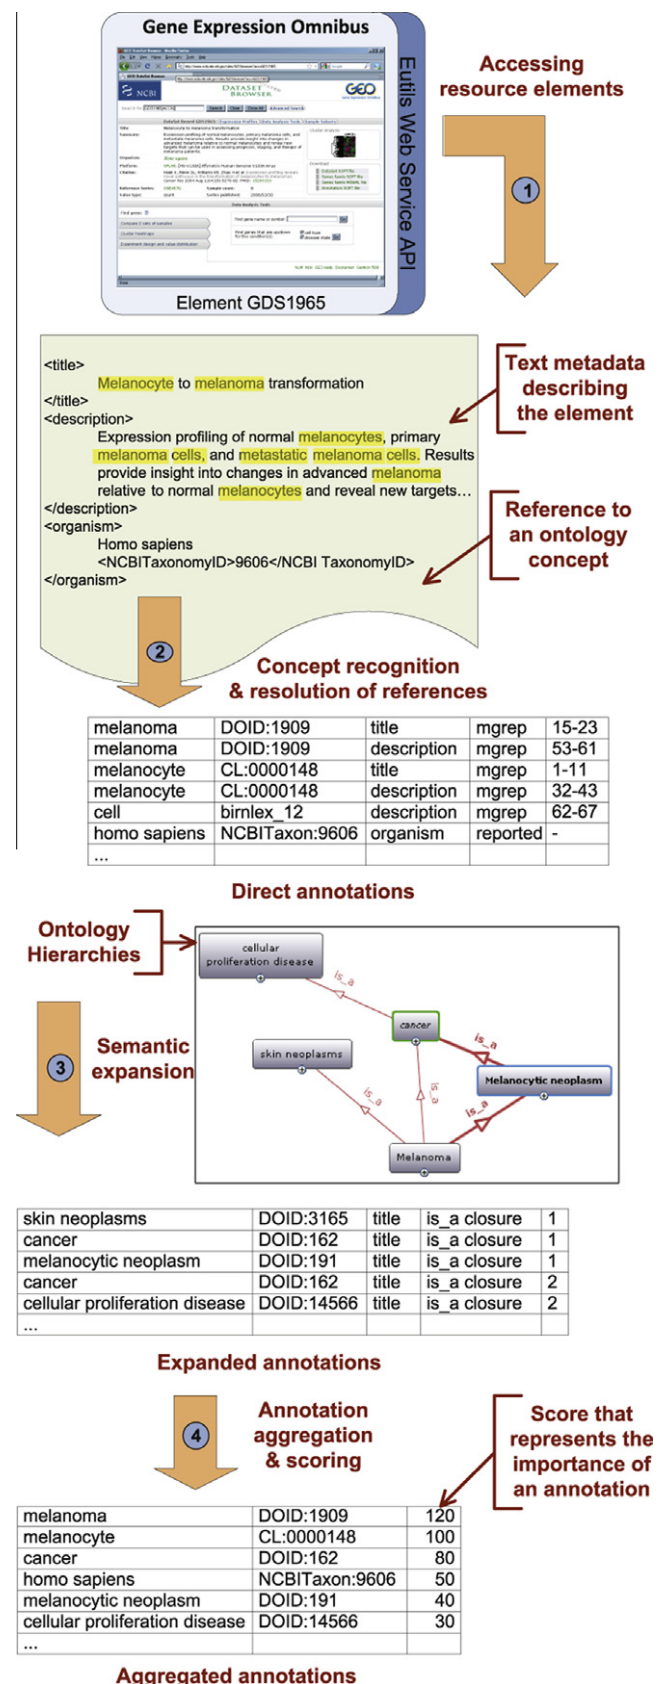 Gene Expression Omnibus
Eutils Web Service API
NCBI
DATASET BROWSER
GEO
Data Analysis Tools
Element GDS1965
Accessing
resource elements
1
<title>
Melanocyte to melanoma transformation
</title>
<description>
Expression profiling of normal melanocytes, primary
melanoma cells, and metastatic melanoma cells. Results
provide insight into changes in advanced melanoma
relative to normal melanocytes and reveal new targets...
</description>
<organism>
Homo sapiens
<NCBITaxonomyID>9606</NCBI TaxonomyID>
</organism>
Text metadata
describing
the element
Reference to
an ontology
concept
2
Concept recognition
& resolution of references
melanoma DOID:1909 title mgrep 15-23
melanoma DOID:1909 description mgrep 53-61
melanocyte CL:0000148 title mgrep 1-11
melanocyte CL:0000148 description mgrep 32-43
cell birnlex_12 description mgrep 62-67
homo sapiens NCBITaxon:9606 organism reported -
...
Direct annotations
Ontology
Hierarchies
3
Semantic
expansion
cellular
proliferation disease
is_a
cancer
is_a
skin neoplasms
Melanocytic neoplasm
is_a
is_a
is_a
Melanoma
skin neoplasms DOID:3165 title is_a closure 1
cancer DOID:162 title is_a closure 1
melanocytic neoplasm DOID:191 title is_a closure 1
cancer DOID:162 title is_a closure 2
cellular proliferation disease DOID:14566 title is_a closure 2
...
Expanded annotations
4
Annotation
aggregation
& scoring
Score that
represents the
importance of
an annotation
melanoma DOID:1909 120
melanocyte CL:0000148 100
cancer DOID:162 80
homo sapiens NCBITaxon:9606 50
melanocytic neoplasm DOID:191 40
cellular proliferation disease DOID:14566 30
...
Aggregated annotations